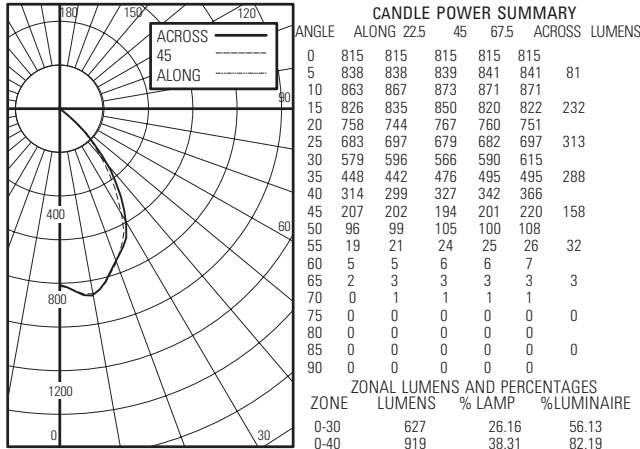 180 150 120
ACROSS
45
ALONG
90
400
60
800
1200
0 30
CANDLE POWER SUMMARY
ANGLE ALONG 22.5 45 67.5 ACROSS LUMENS
0 815 815 815 815 815
5 838 838 839 841 841 81
10 863 867 873 871 871
15 826 835 850 820 822 232
20 758 744 767 760 751
25 683 697 679 682 697 313
30 579 596 566 590 615
35 448 442 476 495 495 288
40 314 299 327 342 366
45 207 202 194 201 220 158
50 96 99 105 100 108
55 19 21 24 25 26 32
60 5 5 6 6 7
65 2 3 3 3 3 3
70 0 1 1 1 1
75 0 0 0 0 0 0
80 0 0 0 0 0
85 0 0 0 0 0 0
90 0 0 0 0 0
ZONAL LUMENS AND PERCENTAGES
ZONE LUMENS % LAMP %LUMINAIRE
0-30 627 26.16 56.13
0-40 919 38.31 82.19